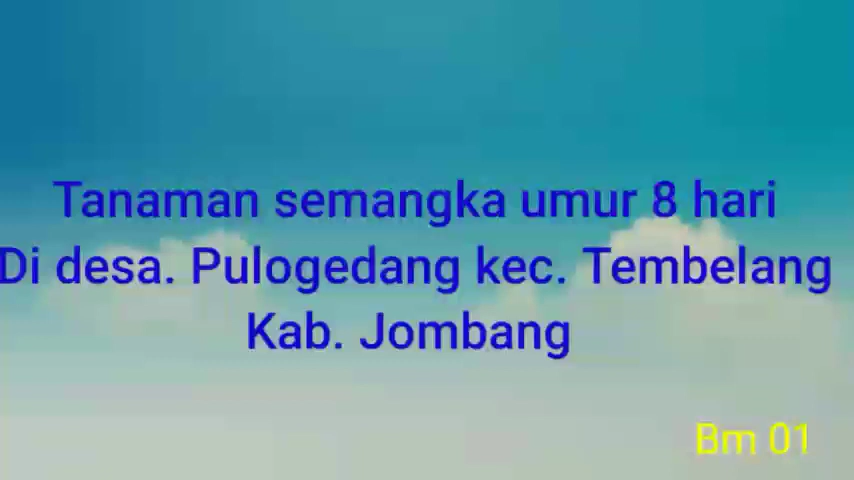 Tanaman semangka umur 8 hari
Di desa. Pulogedang kec. Tembelang
Kab. Jombang
Bm 01